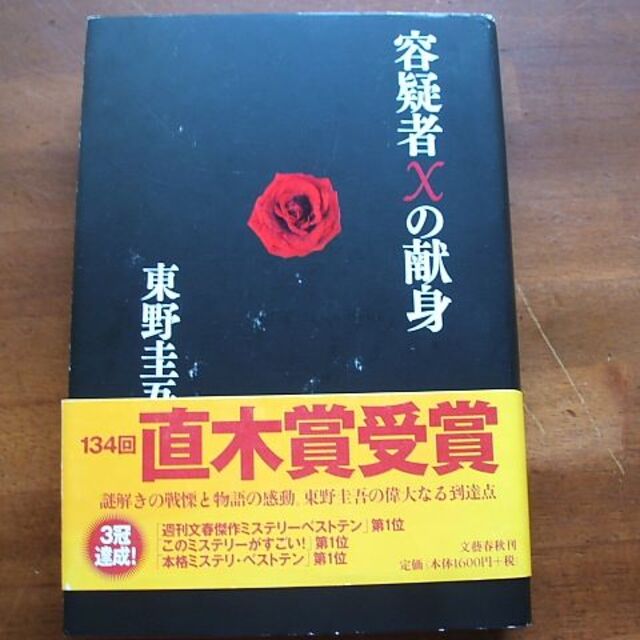 容疑者Xの献身
東野圭吾
134回 直木賞受賞
謎解きの戦慄と物語の感動。東野圭吾の偉大なる到達点
3冠
達成!
「週刊文春傑作ミステリーベストテン」第1位
「このミステリーがすごい!」第1位
「本格ミステリ・ベストテン」第1位
文藝春秋刊
定価(本体1600円+税)